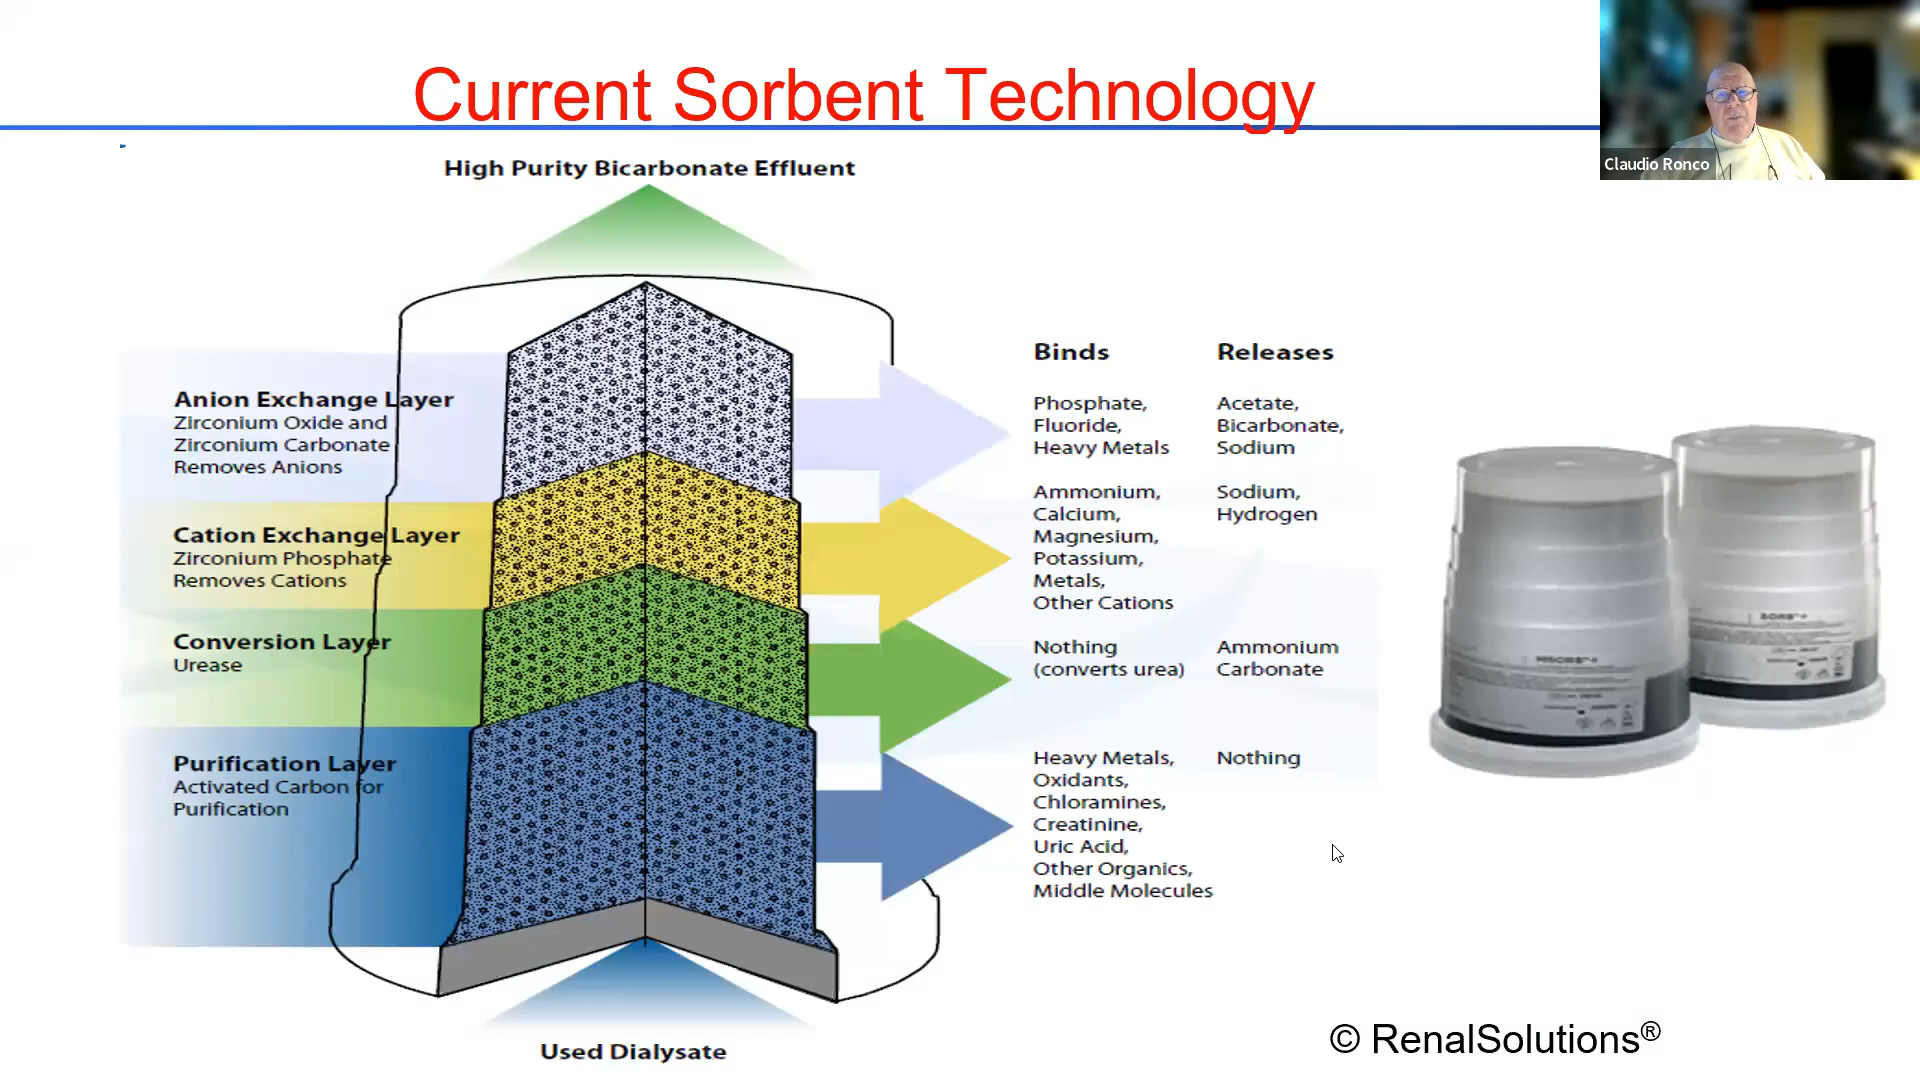 Current Sorbent Technology
Claudio Ronco
High Purity Bicarbonate Effluent
Binds
Releases
Anion Exchange Layer
Zirconium Oxide and
Zirconium Carbonate
Removes Anions
Phosphate,
Fluoride,
Heavy Metals
Acetate,
Bicarbonate,
Sodium
Cation Exchange Layer
Zirconium Phosphate
Removes Cations
Ammonium,
Calcium,
Magnesium,
Potassium,
Metals,
Other Cations
Sodium,
Hydrogen
Conversion Layer
Urease
Nothing
(converts urea)
Ammonium
Carbonate
Purification Layer
Activated Carbon for
Purification
Heavy Metals,
Oxidants,
Chloramines,
Creatinine,
Uric Acid,
Other Organics,
Middle Molecules
Nothing
Used Dialysate
HISORB™+
SORB™+
© RenalSolutions®